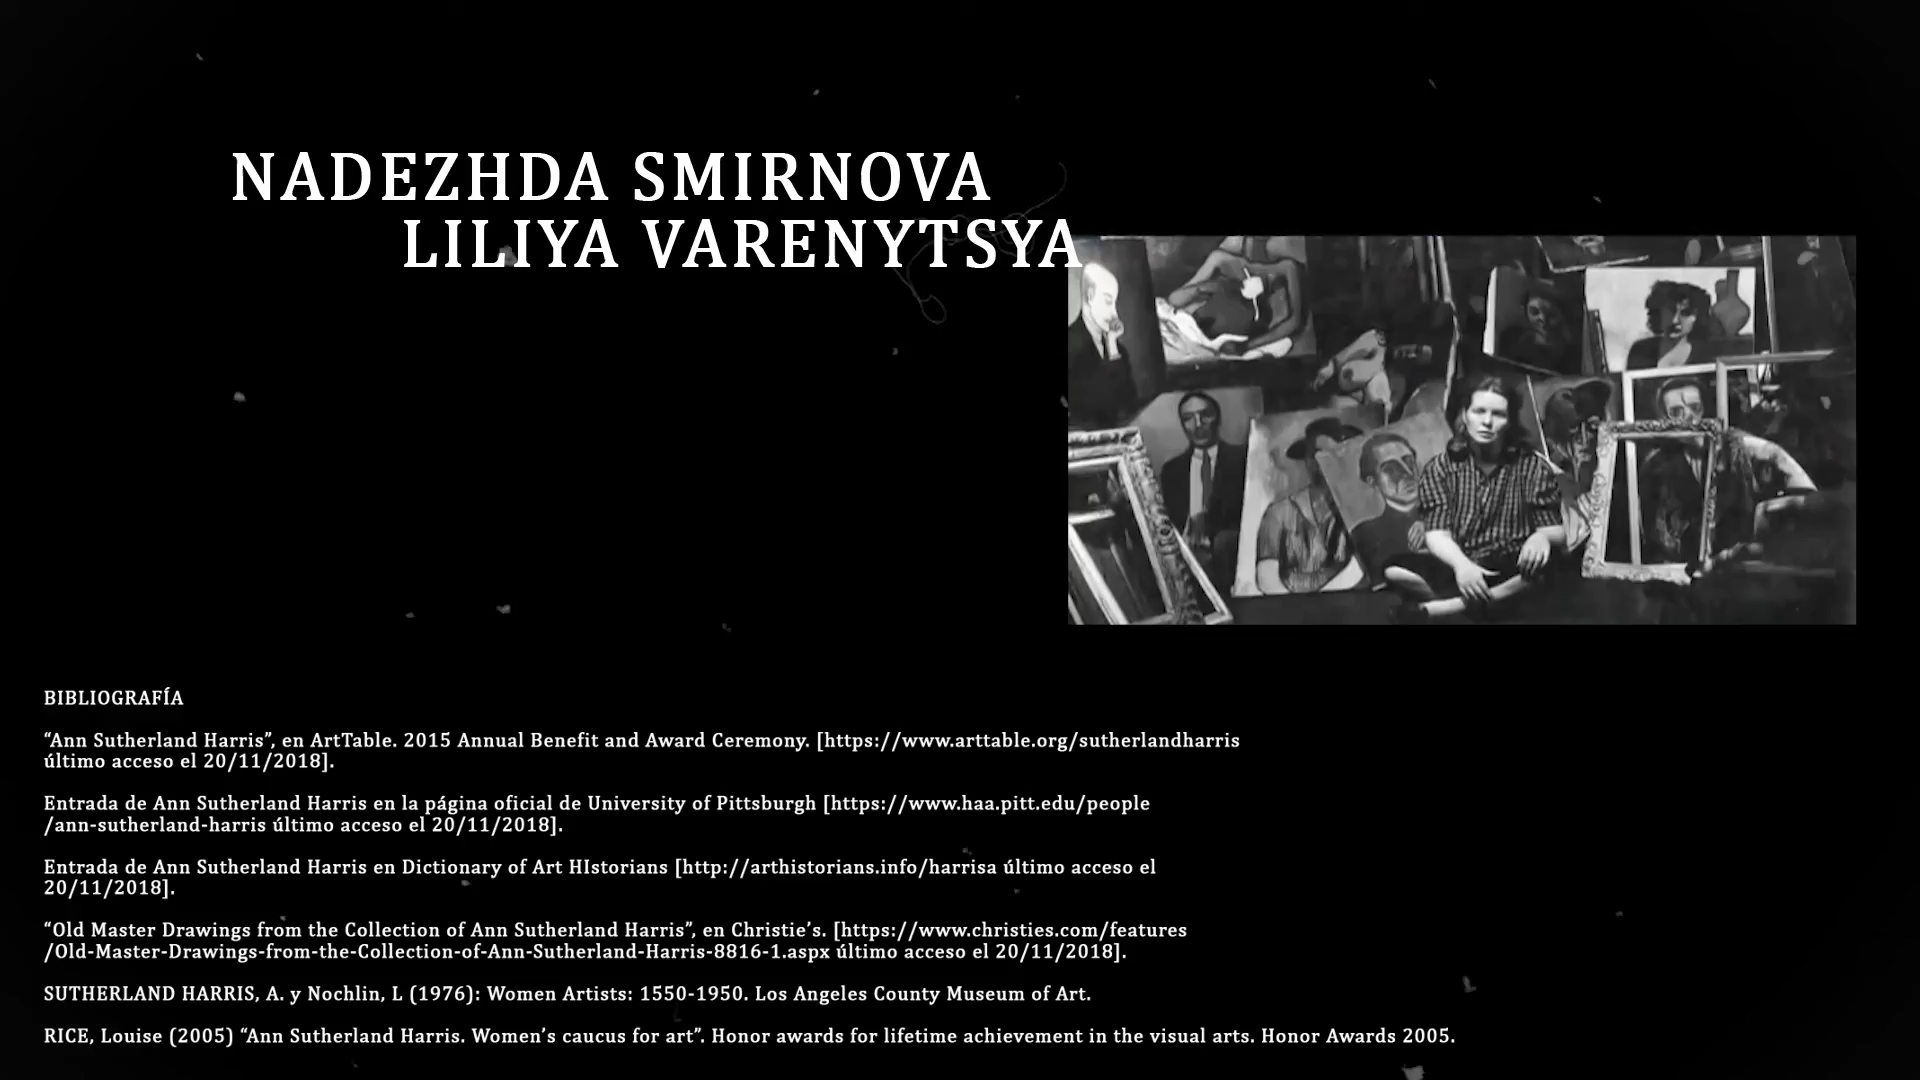 NADEZHDA SMIRNOVA
LILIYA VARENYTSYA
BIBLIOGRAFÍA
“Ann Sutherland Harris”, en ArtTable. 2015 Annual Benefit and Award Ceremony. [https://www.arttable.org/sutherlandharris
último acceso el 20/11/2018].
Entrada de Ann Sutherland Harris en la página oficial de University of Pittsburgh [https://www.haa.pitt.edu/people
/ann-sutherland-harris último acceso el 20/11/2018].
Entrada de Ann Sutherland Harris en Dictionary of Art HIstorians [http://arthistorians.info/harrisa último acceso el
20/11/2018].
“Old Master Drawings from the Collection of Ann Sutherland Harris”, en Christie’s. [https://www.christies.com/features
/Old-Master-Drawings-from-the-Collection-of-Ann-Sutherland-Harris-8816-1.aspx último acceso el 20/11/2018].
SUTHERLAND HARRIS, A. y Nochlin, L (1976): Women Artists: 1550-1950. Los Angeles County Museum of Art.
RICE, Louise (2005) “Ann Sutherland Harris. Women’s caucus for art”. Honor awards for lifetime achievement in the visual arts. Honor Awards 2005.